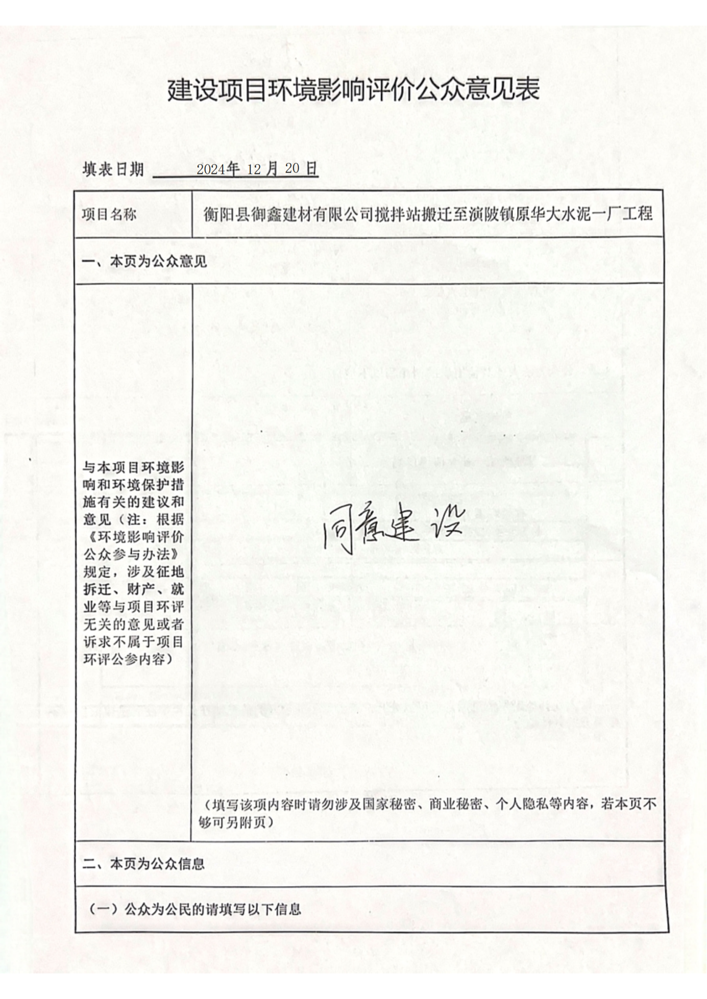 建设项目环境影响评价公众意见表
填表日期 2024年 12 月 20 日
项目名称 衡阳县御鑫建材有限公司搅拌站搬迁至演陂镇原华大水泥一厂工程
一、本页为公众意见
与本项目环境影
响和环境保护措
施有关的建议和
意见（注：根据
《环境影响评价
公众参与办法》
规定，涉及征地
拆迁、财产、就
业等与项目环评
无关的意见或者
诉求不属于项目
环评公参内容）
同意建设
（填写该项内容时请勿涉及国家秘密、商业秘密、个人隐私等内容，若本页不
够可另附页）
二、本页为公众信息
（一）公众为公民的请填写以下信息